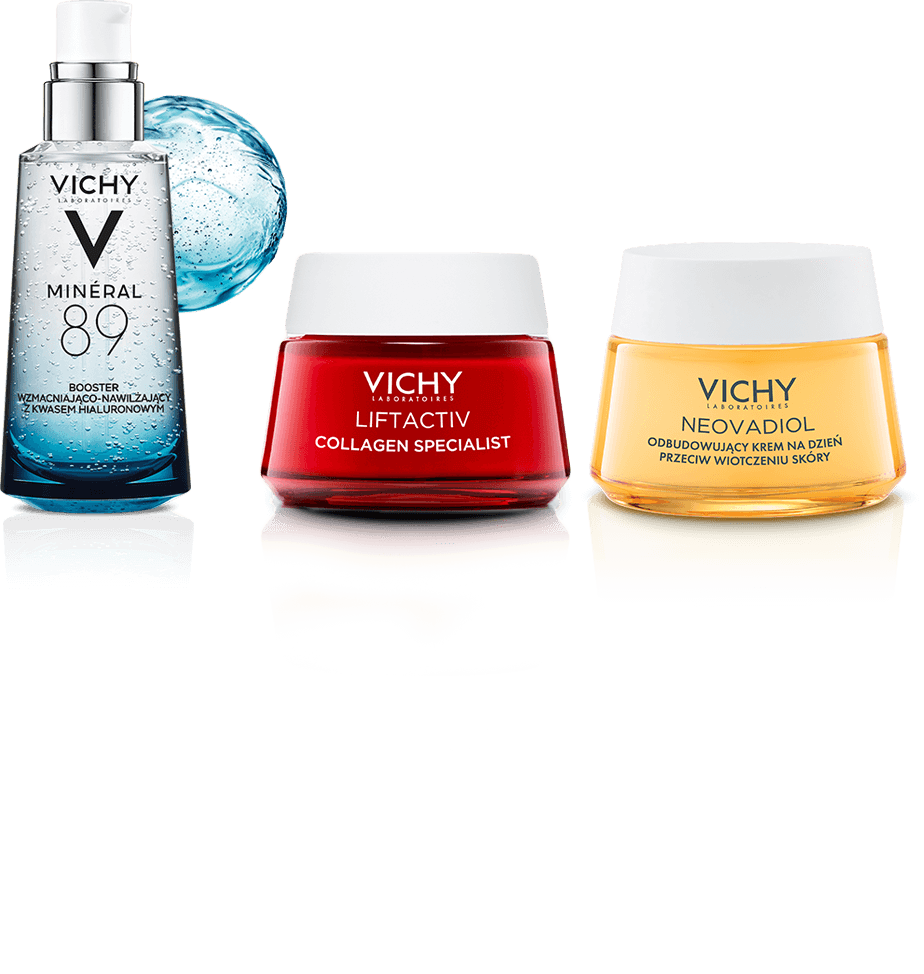 VICHY
LABORATOIRES
V
MINÉRAL
89
BOOSTER
WZMACNIAJĄCO-NAWILŻAJĄCY
Z KWASEM HIALURONOWYM
VICHY
LABORATOIRES
LIFTACTIV
COLLAGEN SPECIALIST
VICHY
LABORATOIRES
NEOVADIOL
ODBUDOWUJĄCY KREM NA DZIEŃ
PRZECIW WIOTCZENIU SKÓRY